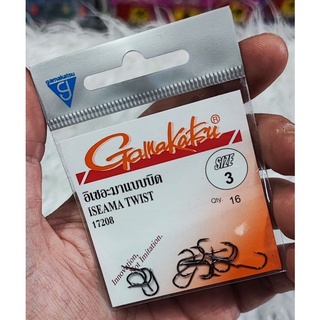 Gamakatsu
Gamakatsu®
อิเซอะมาแบบบิด
ISEAMA TWIST
17208
SIZE
3
Qty. 16
Innovation,
not Imitation.